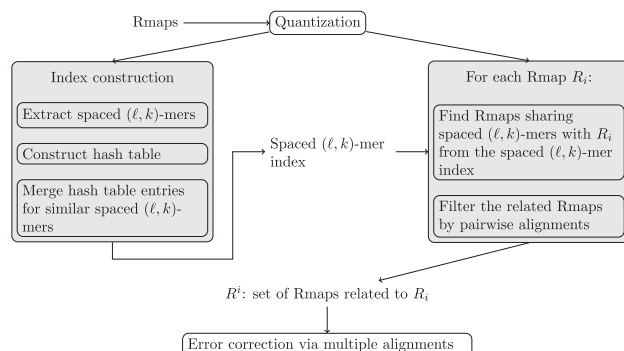 Rmaps
Quantization
Index construction
Extract spaced (ℓ, k)-mers
Construct hash table
Merge hash table entries
for similar spaced (ℓ, k)-
mers
Spaced (ℓ, k)-mer
index
For each Rmap R_i:
Find Rmaps sharing
spaced (ℓ, k)-mers with R_i
from the spaced (ℓ, k)-mer
index
Filter the related Rmaps
by pairwise alignments
R^i: set of Rmaps related to R_i
Error correction via multiple alignments